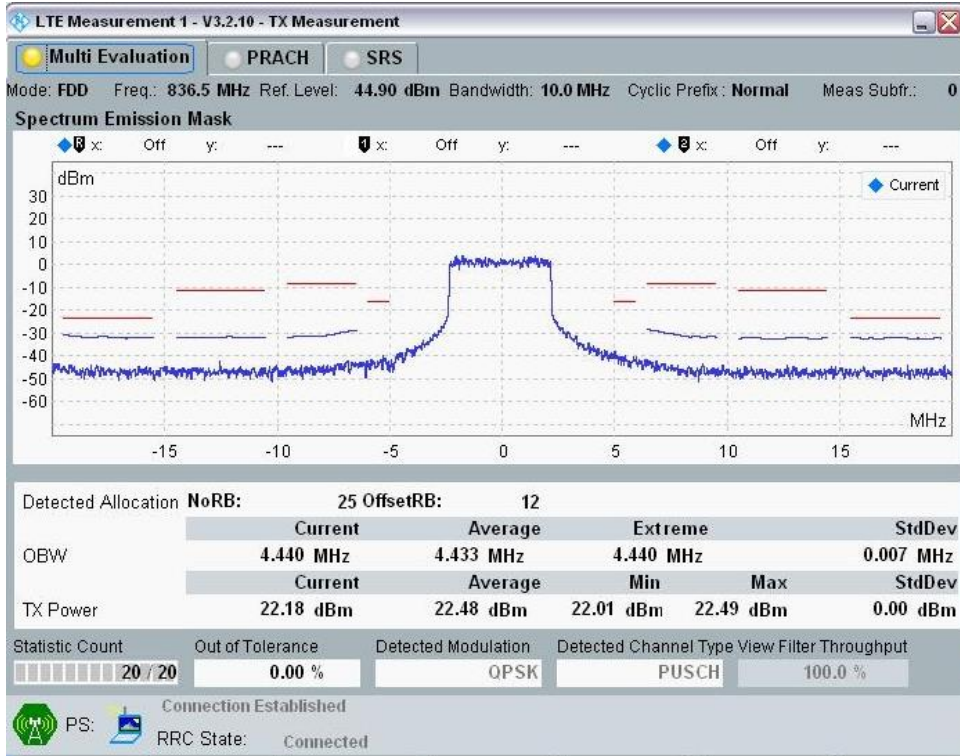 LTE Measurement 1 - V3.2.10 - TX Measurement
Multi Evaluation PRACH SRS
Mode: FDD Freq.: 836.5 MHz Ref. Level: 44.90 dBm Bandwidth: 10.0 MHz Cyclic Prefix : Normal Meas Subfr.: 0
Spectrum Emission Mask
R x: Off y: --- 1 x: Off y: --- 2 x: Off y: ---
dBm
Current
30
20
10
0
-10
-20
-30
-40
-50
-60
MHz
-15 -10 -5 0 5 10 15
Detected Allocation NoRB: 25 OffsetRB: 12
Current Average Extreme StdDev
OBW 4.440 MHz 4.433 MHz 4.440 MHz 0.007 MHz
Current Average Min Max StdDev
TX Power 22.18 dBm 22.48 dBm 22.01 dBm 22.49 dBm 0.00 dBm
Statistic Count Out of Tolerance Detected Modulation Detected Channel Type View Filter Throughput
20 / 20 0.00 % QPSK PUSCH 100.0 %
PS: Connection Established
RRC State: Connected